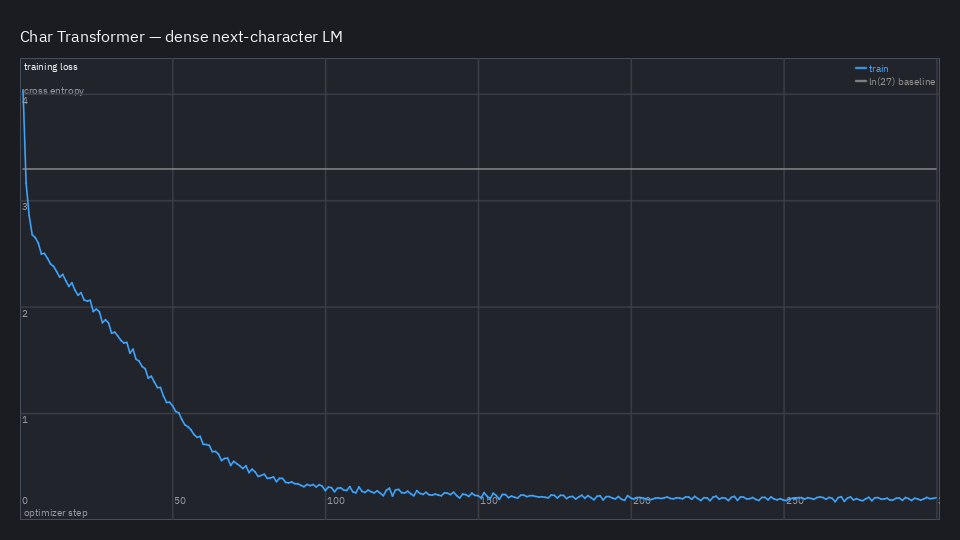 Char Transformer — dense next-character LM
training loss
train
cross entropy
ln(27) baseline
4
3
2
1
0 50 100 150 200 250
optimizer step